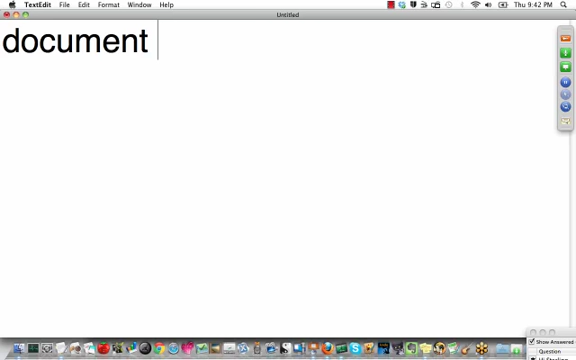 TextEdit File Edit Format Window Help
Thu 9:42 PM
Untitled
document
Show Answered
Question